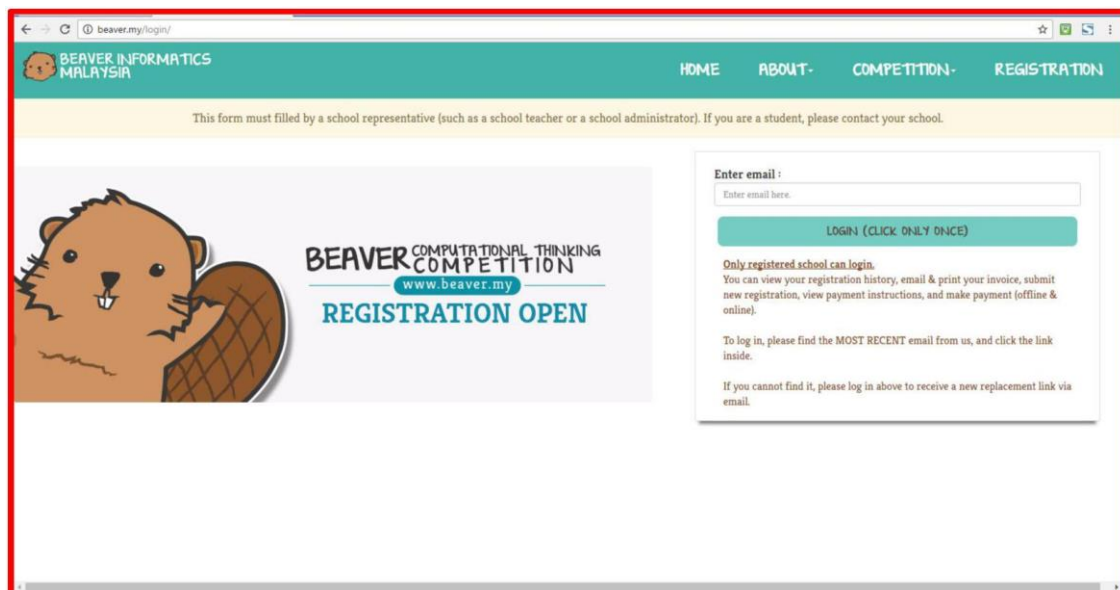 beaver.my/login/
BEAVER INFORMATICS
MALAYSIA
HOME
ABOUT
COMPETITION
REGISTRATION
This form must filled by a school representative (such as a school teacher or a school administrator). If you are a student, please contact your school.
BEAVER COMPUTATIONAL THINKING
COMPETITION
www.beaver.my
REGISTRATION OPEN
Enter email :
Enter email here.
LOGIN (CLICK ONLY ONCE)
Only registered school can login.
You can view your registration history, email & print your invoice, submit
new registration, view payment instructions, and make payment (offline &
online).
To log in, please find the MOST RECENT email from us, and click the link
inside.
If you cannot find it, please log in above to receive a new replacement link via
email.